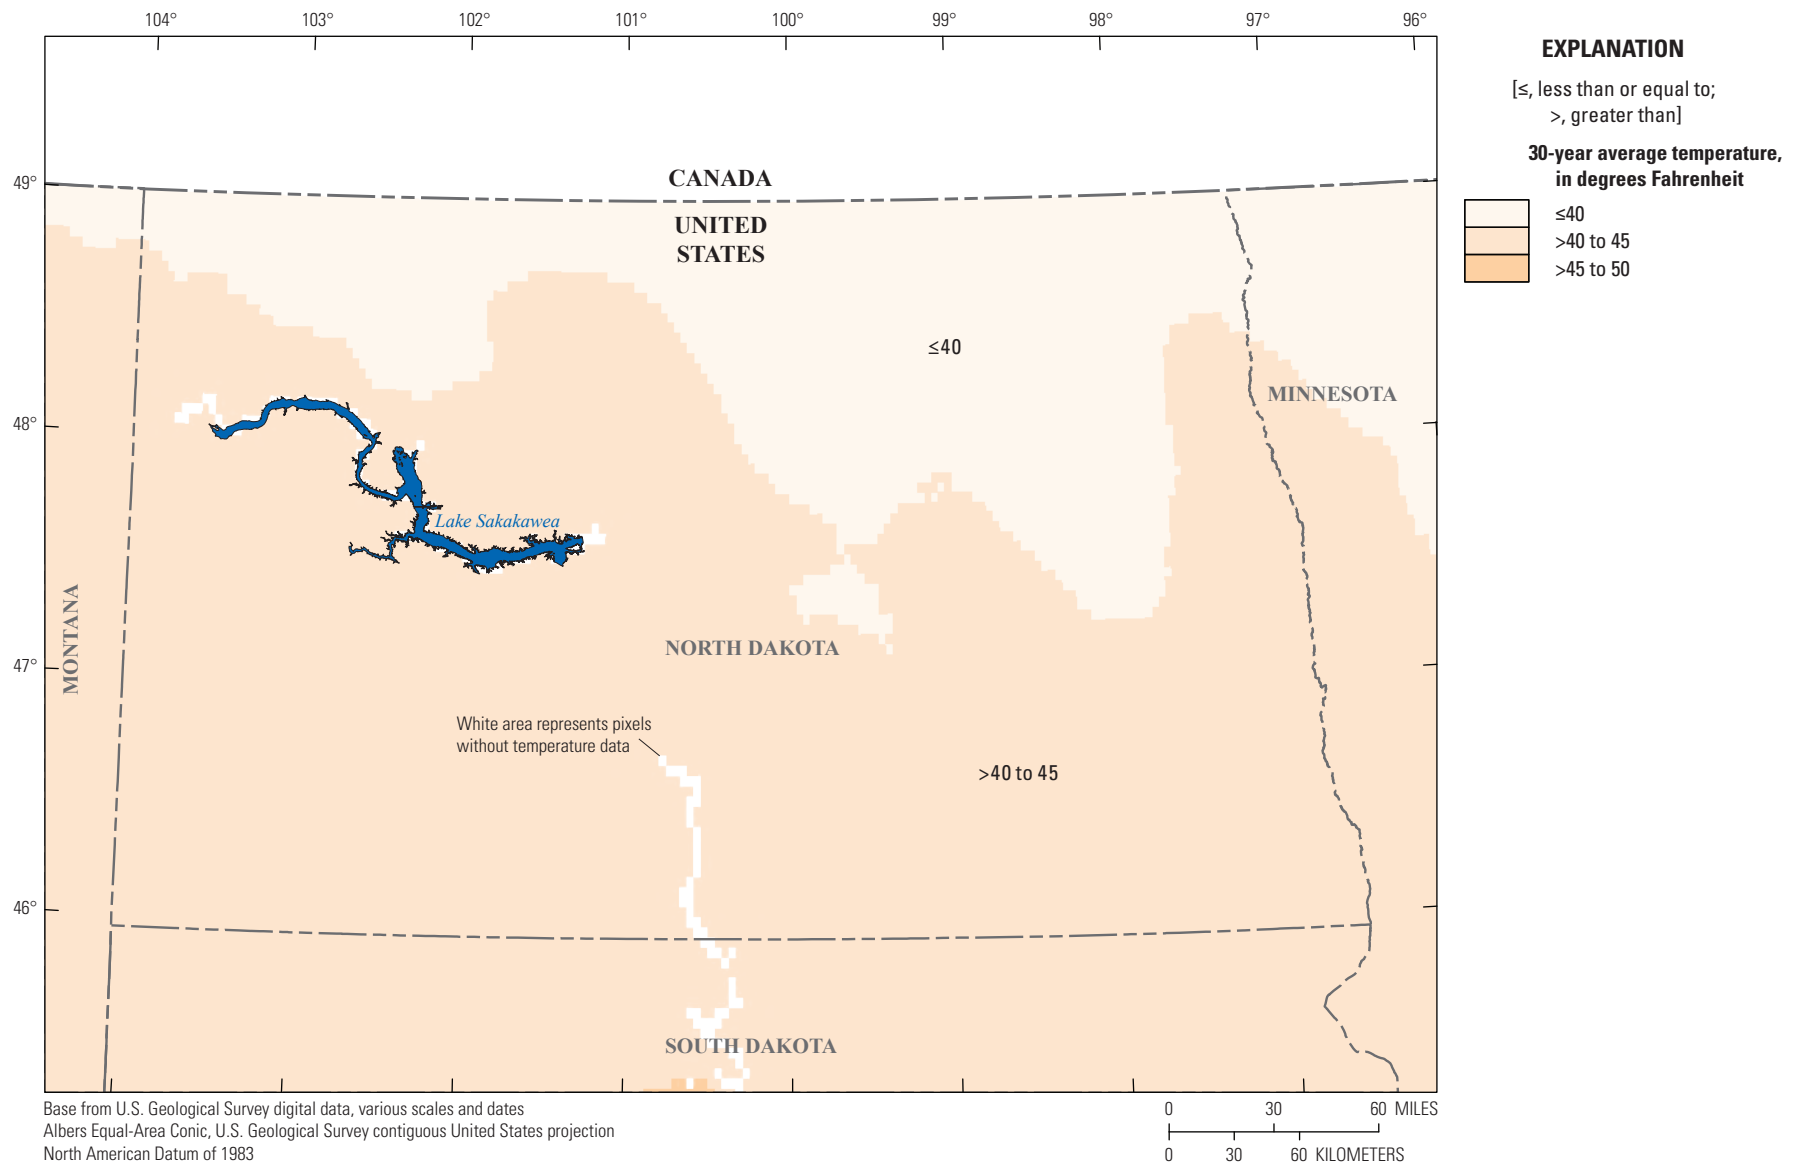 104°
103°
102°
101°
100°
99°
98°
97°
96°
EXPLANATION
[≤, less than or equal to;
>, greater than]
30-year average temperature,
in degrees Fahrenheit
≤40
>40 to 45
>45 to 50
49°
CANADA
UNITED
STATES
≤40
MINNESOTA
48°
Lake Sakakawea
MONTANA
NORTH DAKOTA
47°
White area represents pixels
without temperature data
>40 to 45
46°
SOUTH DAKOTA
Base from U.S. Geological Survey digital data, various scales and dates
Albers Equal-Area Conic, U.S. Geological Survey contiguous United States projection
North American Datum of 1983
0 30 60 MILES
0 30 60 KILOMETERS